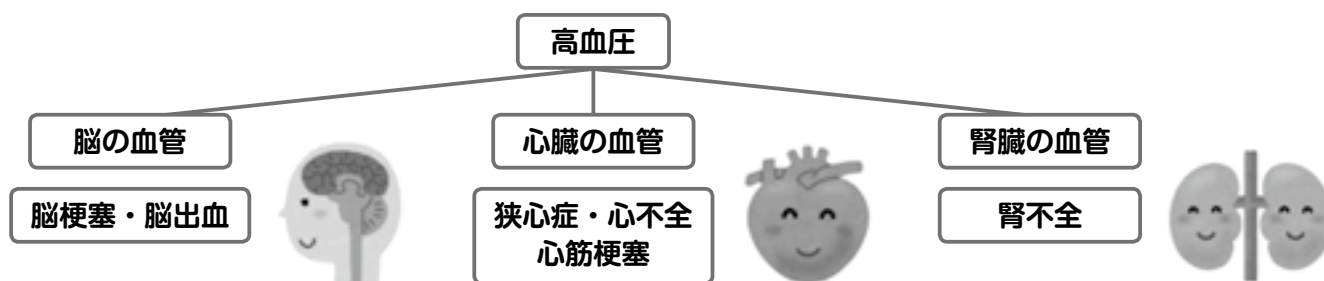 高血圧
脳の血管
心臓の血管
腎臓の血管
脳梗塞・脳出血
狭心症・心不全
心筋梗塞
腎不全